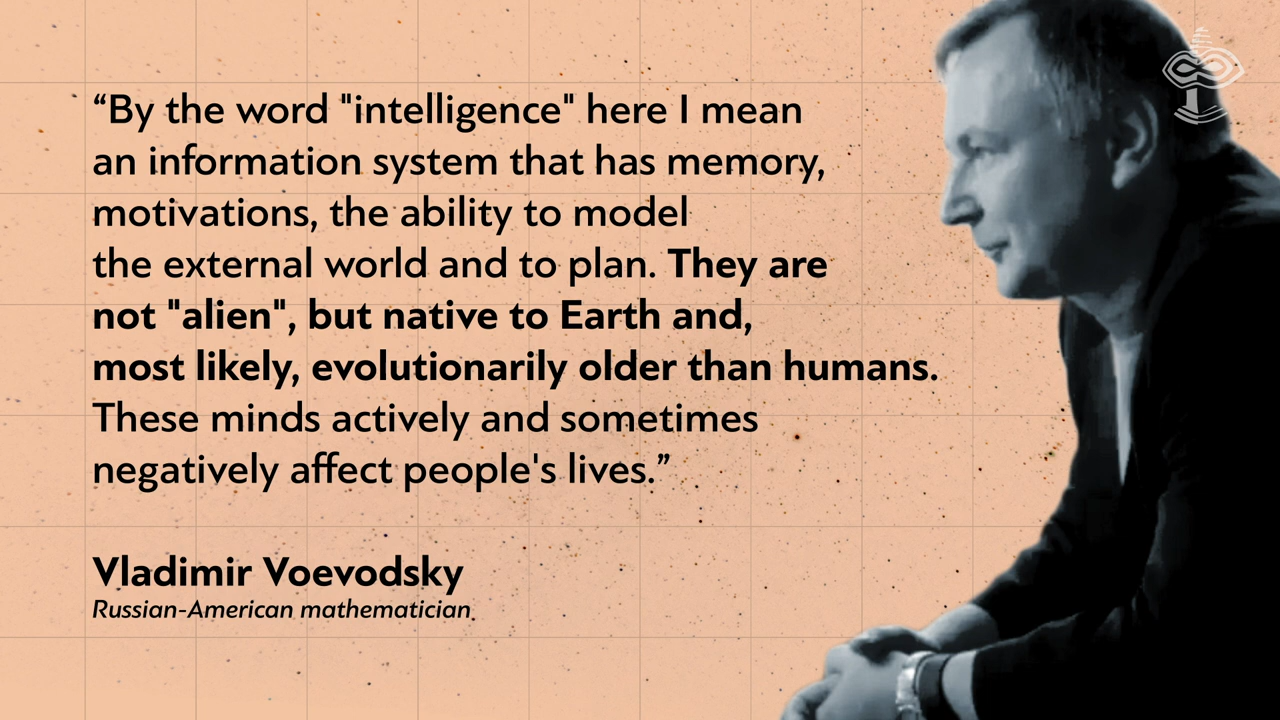 “By the word "intelligence" here I mean
an information system that has memory,
motivations, the ability to model
the external world and to plan. They are
not "alien", but native to Earth and,
most likely, evolutionarily older than humans.
These minds actively and sometimes
negatively affect people's lives.”
Vladimir Voevodsky
Russian-American mathematician.